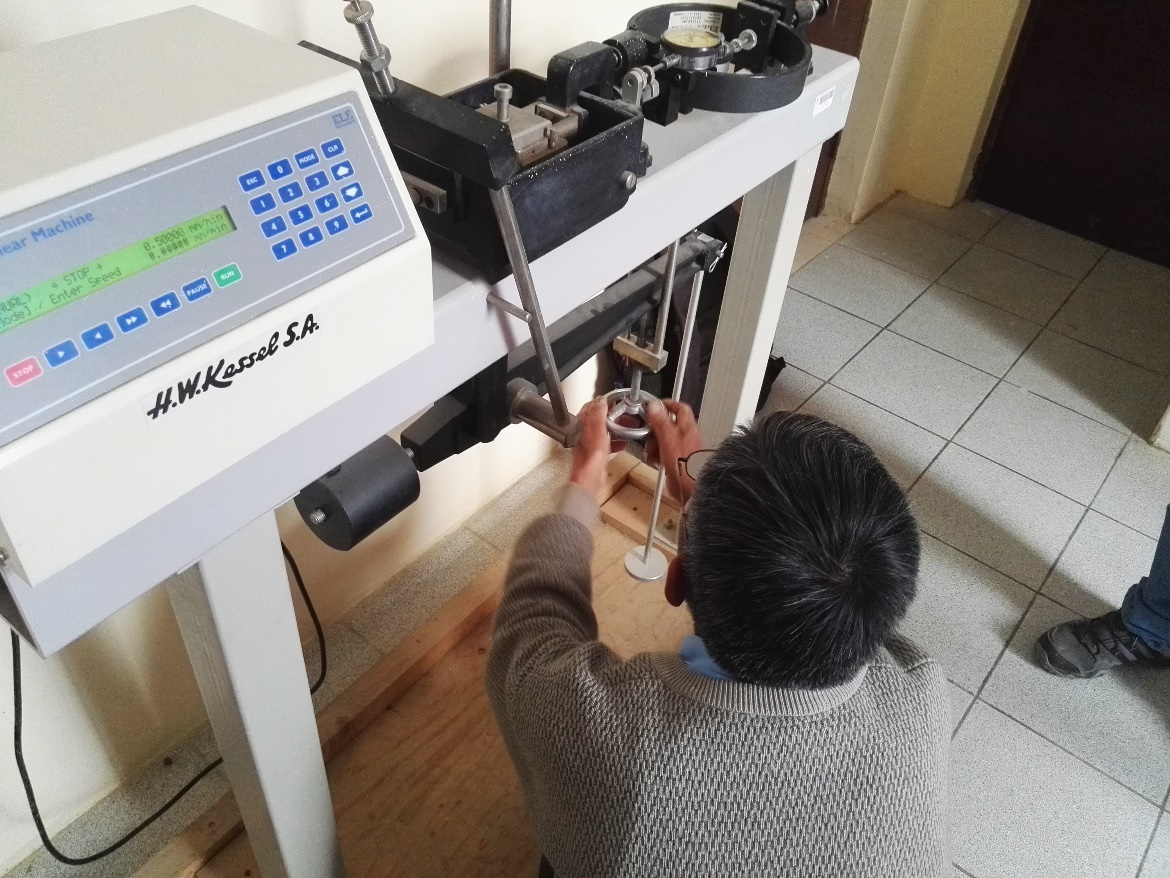 ELE
ear Machine
0.50000 mm/min
0.00000 mm/min
← STOP →
/ Enter Speed
ESC 0 MODE CLR
1 2 3
4 5 6
7 8 9
STOP
PAUSE
RUN
H.W.Kessel S.A.